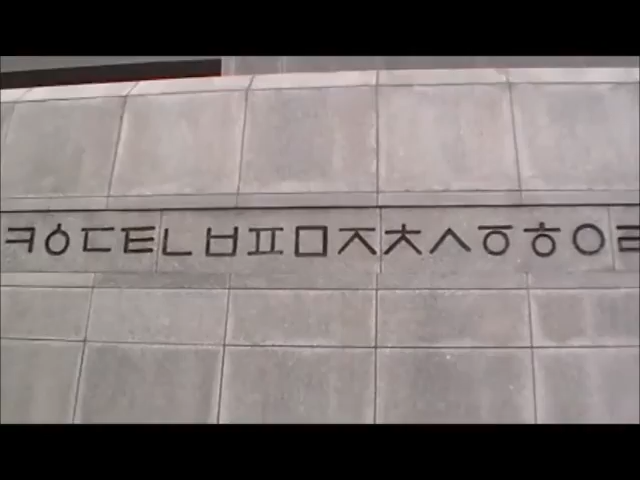 ㅋㆁㄷㅌㄴㅂㅍㅁㅈㅊㅅㆆㅎㅇㄹ